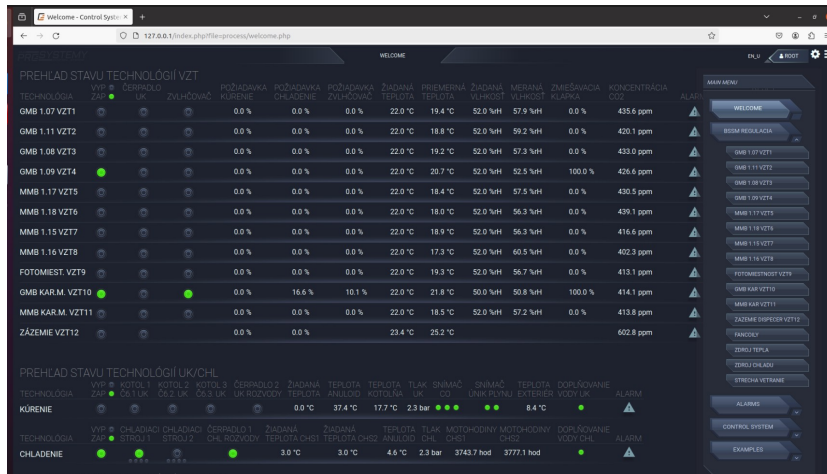 Welcome - Control System
127.0.0.1/index.php?file=process/welcome.php
WELCOME
EN_U
ROOT
PREHĽAD STAVU TECHNOLÓGIÍ VZT
VYP ČERPADLO POŽIADAVKA POŽIADAVKA POŽIADAVKA ŽIADANÁ PRIEMERNÁ ŽIADANÁ MERANÁ ZMIEŠAVACIA KONCENTRÁCIA
TECHNOLÓGIA ZAP UK ZVLHČOVAČ KÚRENIE CHLADENIE ZVLHČOVAČ TEPLOTA TEPLOTA VLHKOSŤ VLHKOSŤ KLAPKA CO2
GMB 1.07 VZT1 0.0 % 0.0 % 0.0 % 22.0 °C 19.4 °C 52.0 %rH 57.9 %rH 0.0 % 435.6 ppm
GMB 1.11 VZT2 0.0 % 0.0 % 0.0 % 22.0 °C 18.8 °C 52.0 %rH 59.2 %rH 0.0 % 420.1 ppm
GMB 1.08 VZT3 0.0 % 0.0 % 0.0 % 22.0 °C 19.2 °C 52.0 %rH 57.3 %rH 0.0 % 433.0 ppm
GMB 1.09 VZT4 0.0 % 0.0 % 0.0 % 22.0 °C 20.7 °C 52.0 %rH 52.5 %rH 100.0 % 426.6 ppm
MMB 1.17 VZT5 0.0 % 0.0 % 0.0 % 22.0 °C 18.4 °C 52.0 %rH 57.5 %rH 0.0 % 430.5 ppm
MMB 1.18 VZT6 0.0 % 0.0 % 0.0 % 22.0 °C 18.0 °C 52.0 %rH 56.3 %rH 0.0 % 439.1 ppm
MMB 1.15 VZT7 0.0 % 0.0 % 0.0 % 22.0 °C 18.9 °C 52.0 %rH 56.3 %rH 0.0 % 416.6 ppm
MMB 1.16 VZT8 0.0 % 0.0 % 0.0 % 22.0 °C 17.3 °C 52.0 %rH 60.5 %rH 0.0 % 402.3 ppm
FOTOMIEST. VZT9 0.0 % 0.0 % 0.0 % 22.0 °C 19.3 °C 52.0 %rH 56.7 %rH 0.0 % 413.1 ppm
GMB KAR.M. VZT10 0.0 % 16.6 % 10.1 % 22.0 °C 21.8 °C 50.0 %rH 50.8 %rH 100.0 % 414.1 ppm
MMB KAR.M. VZT11 0.0 % 0.0 % 0.0 % 22.0 °C 18.5 °C 52.0 %rH 57.2 %rH 0.0 % 413.8 ppm
ZÁZEMIE VZT12 0.0 % 0.0 % 23.4 °C 25.2 °C 602.8 ppm
PREHĽAD STAVU TECHNOLÓGIÍ UK/CHL
VYP KOTOL 1 KOTOL 2 KOTOL 3 ČERPADLO 2 ŽIADANÁ TEPLOTA TEPLOTA TLAK SNÍMAČ SNÍMAČ TEPLOTA DOPLŇOVANIE
TECHNOLÓGIA ZAP Č6.1 UK Č6.2. UK Č6.3. UK UK ROZVODY TEPLOTA ANULOID KOTOLŇA UK CO ÚNIK PLYNU EXTERIÉR VODY UK ALARM
KÚRENIE 0.0 °C 37.4 °C 17.7 °C 2.3 bar 8.4 °C
VYP CHLADIACI CHLADIACI ČERPADLO 1 ŽIADANÁ ŽIADANÁ TEPLOTA TLAK MOTOHODINY MOTOHODINY DOPLŇOVANIE
TECHNOLÓGIA ZAP STROJ 1 STROJ 2 CHL ROZVODY TEPLOTA CHS1 TEPLOTA CHS2 ANULOID CHL CHS1 CHS2 VODY CHL ALARM
CHLADENIE 3.0 °C 3.0 °C 4.6 °C 2.3 bar 3743.7 hod 3777.1 hod
MAIN MENU
WELCOME
BSSM REGULACIA
GMB 1.07 VZT1
GMB 1.11 VZT2
GMB 1.08 VZT3
GMB 1.09 VZT4
MMB 1.17 VZT5
MMB 1.18 VZT6
MMB 1.15 VZT7
MMB 1.16 VZT8
FOTOMIESTNOST VZT9
GMB KAR VZT10
MMB KAR VZT11
ZAZEMIE DISPECER VZT12
FANCOILY
ZDROJ TEPLA
ZDROJ CHLADU
STRECHA VETRANIE
ALARMS
CONTROL SYSTEM
EXAMPLES